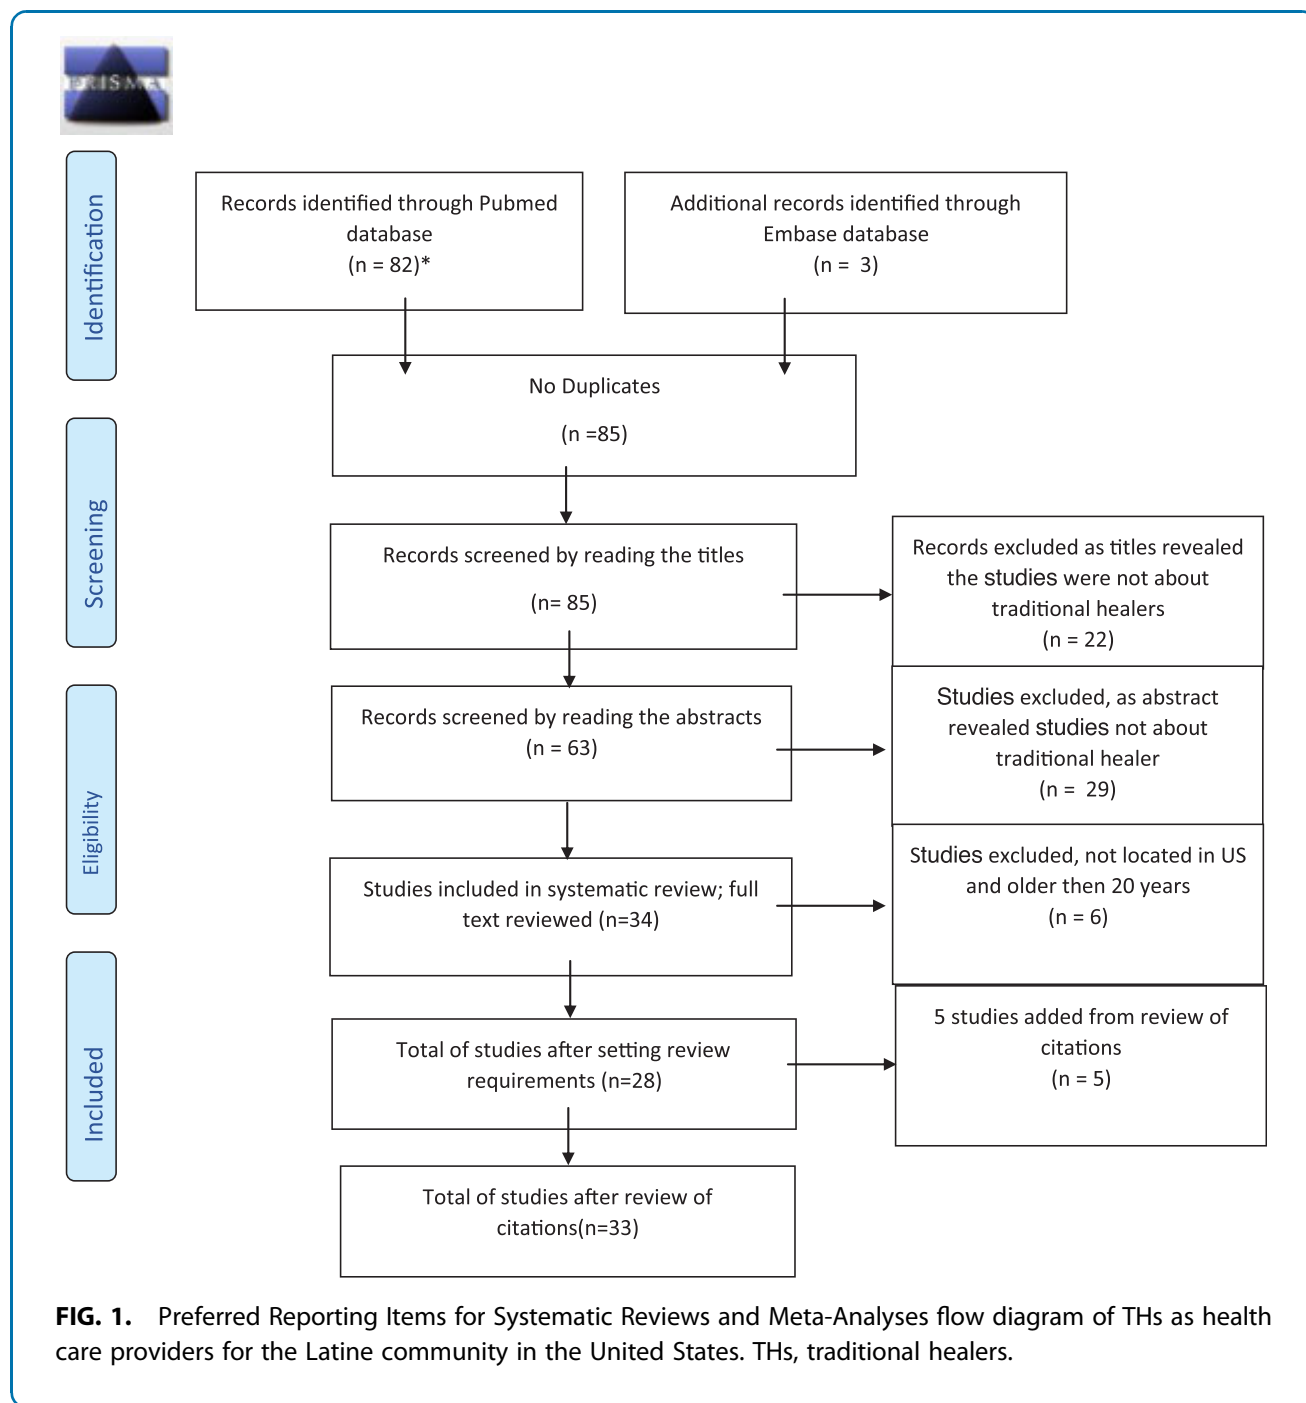 PRISMA
Identification
Records identified through Pubmed
database
(n = 82)*
Additional records identified through
Embase database
(n = 3)
No Duplicates
(n =85)
Screening
Records screened by reading the titles
(n= 85)
Records excluded as titles revealed
the studies were not about
traditional healers
(n = 22)
Eligibility
Records screened by reading the abstracts
(n = 63)
Studies excluded, as abstract
revealed studies not about
traditional healer
(n = 29)
Studies included in systematic review; full
text reviewed (n=34)
Studies excluded, not located in US
and older then 20 years
(n = 6)
Included
Total of studies after setting review
requirements (n=28)
5 studies added from review of
citations
(n = 5)
Total of studies after review of
citations(n=33)
FIG. 1. Preferred Reporting Items for Systematic Reviews and Meta-Analyses flow diagram of THs as health
care providers for the Latine community in the United States. THs, traditional healers.